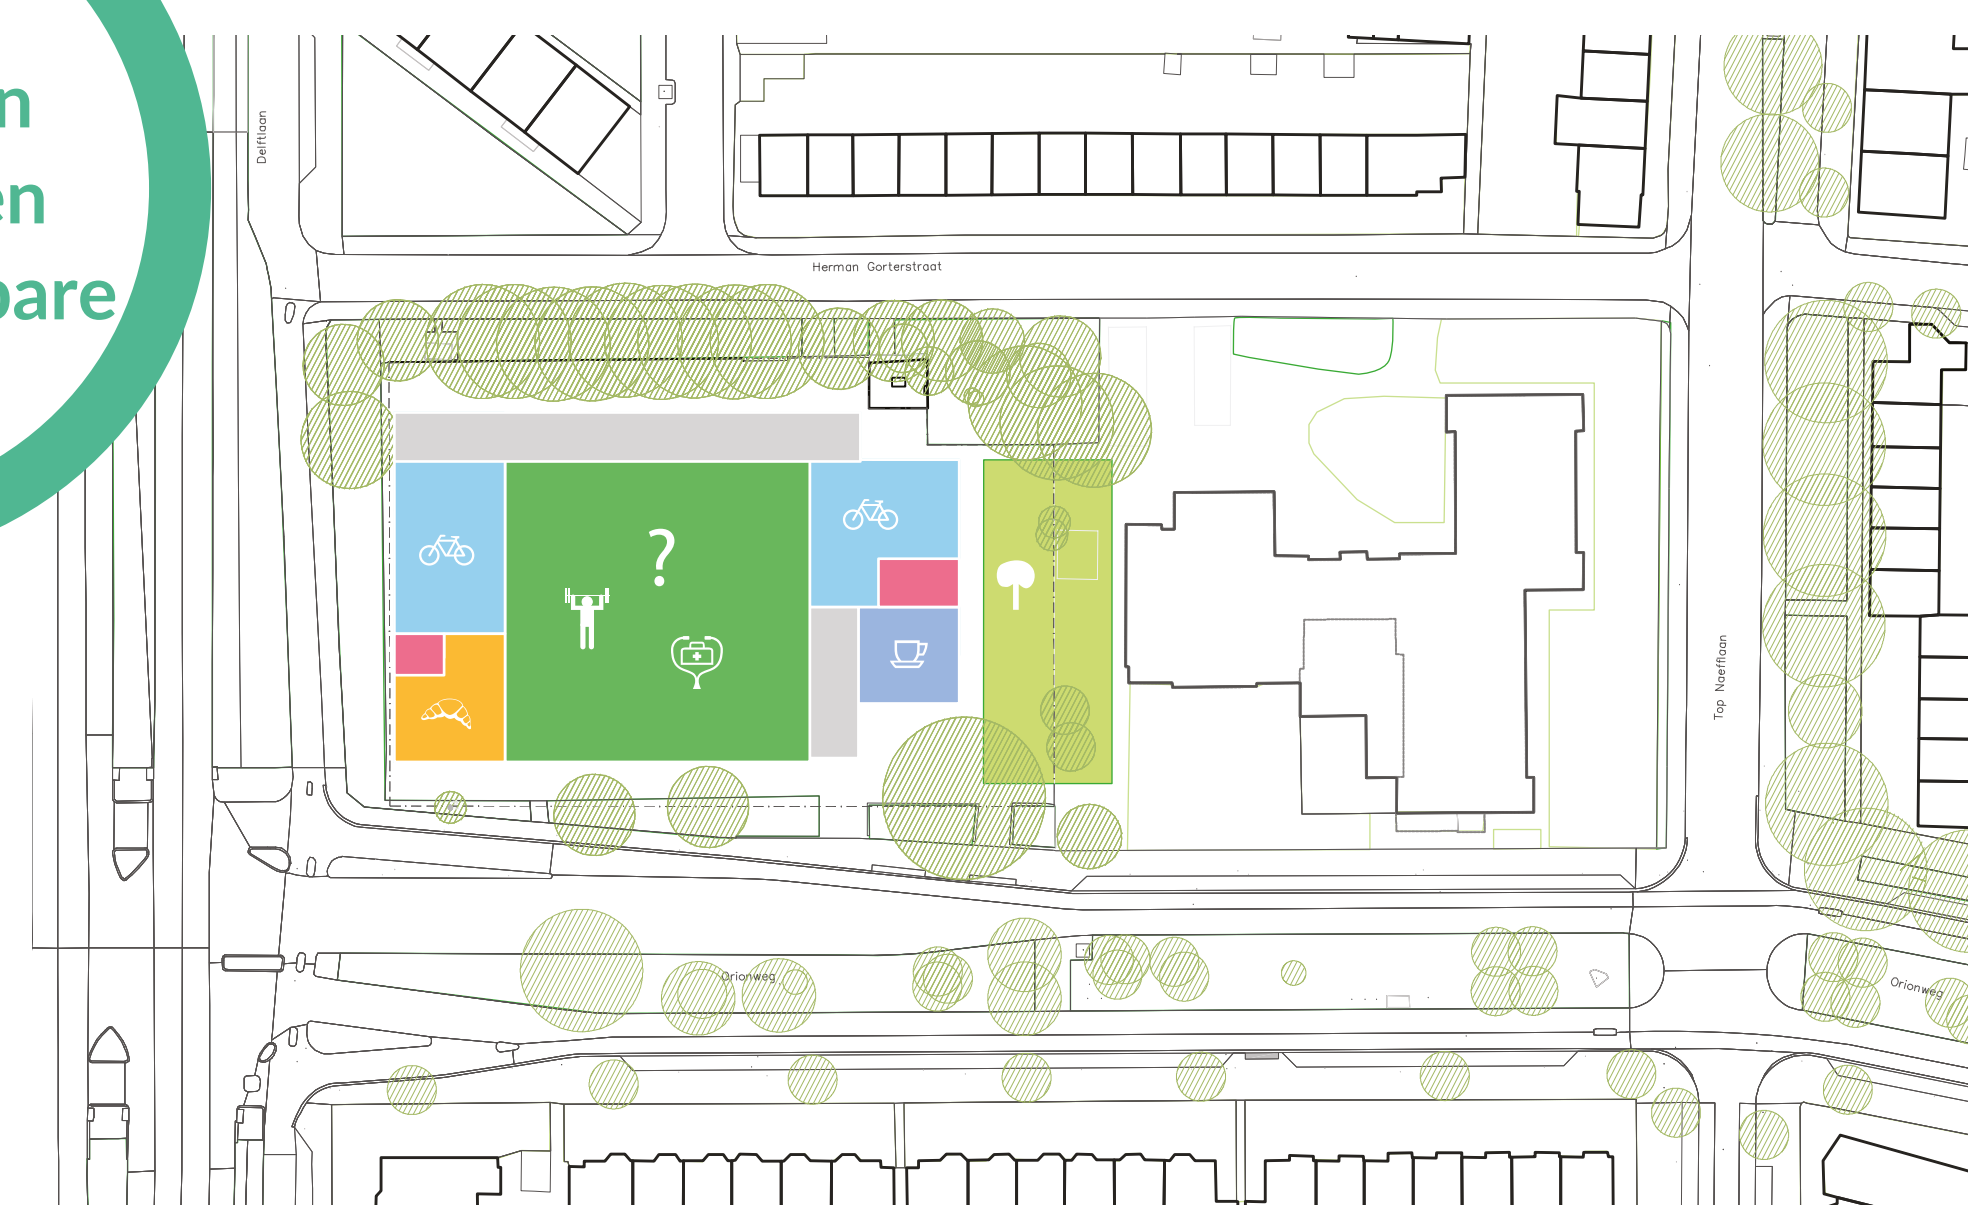 n
en
bare
Delftlaan
Herman Gorterstraat
?
Top Naefflaan
Orionweg
Orionweg